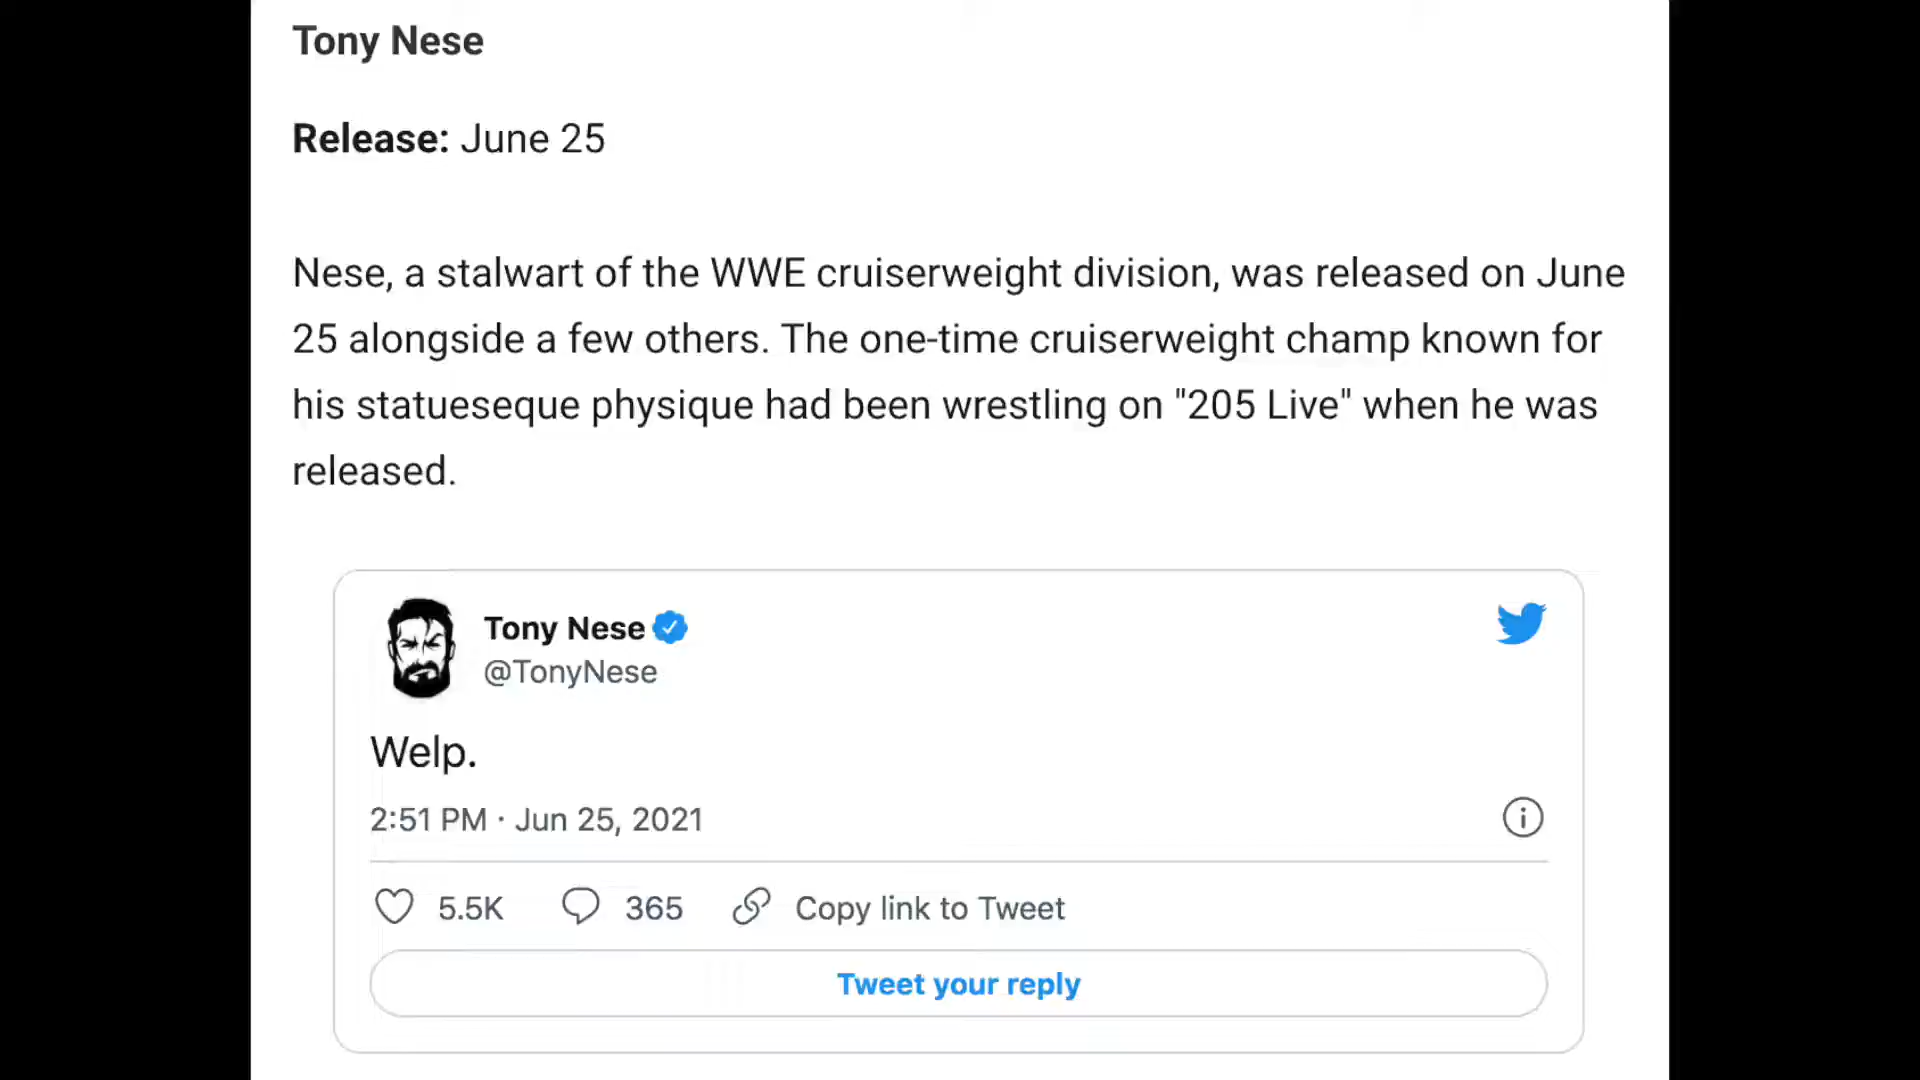 Tony Nese
Release: June 25
Nese, a stalwart of the WWE cruiserweight division, was released on June
25 alongside a few others. The one-time cruiserweight champ known for
his statueseque physique had been wrestling on "205 Live" when he was
released.
Tony Nese
@TonyNese
Welp.
2:51 PM · Jun 25, 2021
5.5K 365 Copy link to Tweet
Tweet your reply